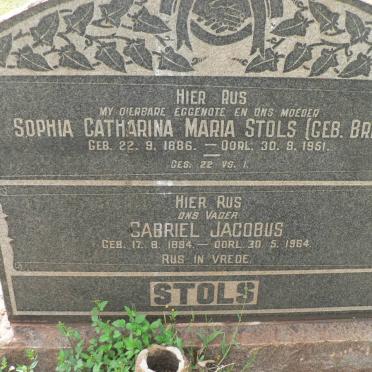 HIER RUS
MY DIERBARE EGGENOTE EN ONS MOEDER
SOPHIA CATHARINA MARIA STOLS (GEB. BR
GEB. 22. 9. 1886. — OORL. 30. 9. 1951.
GES. 22 VS. 1.
HIER RUS
ONS VADER
GABRIEL JACOBUS
GEB. 17. 8. 1884. — OORL. 30. 5. 1964.
RUS IN VREDE.
STOLS